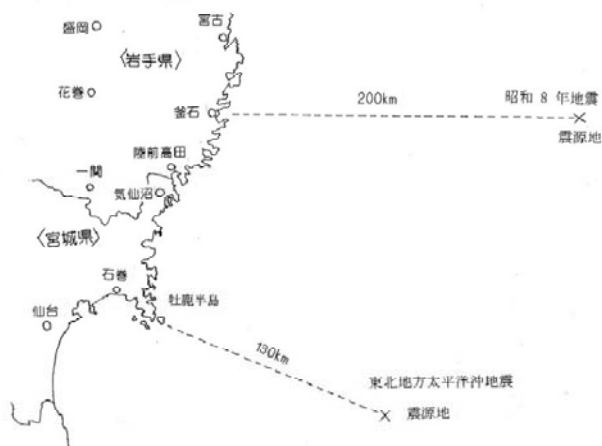 宮古
盛岡
〈岩手県〉
花巻
200km
昭和 8 年地震
釜石
震源地
陸前高田
一関
気仙沼
〈宮城県〉
石巻
牡鹿半島
仙台
130km
東北地方太平洋沖地震
震源地